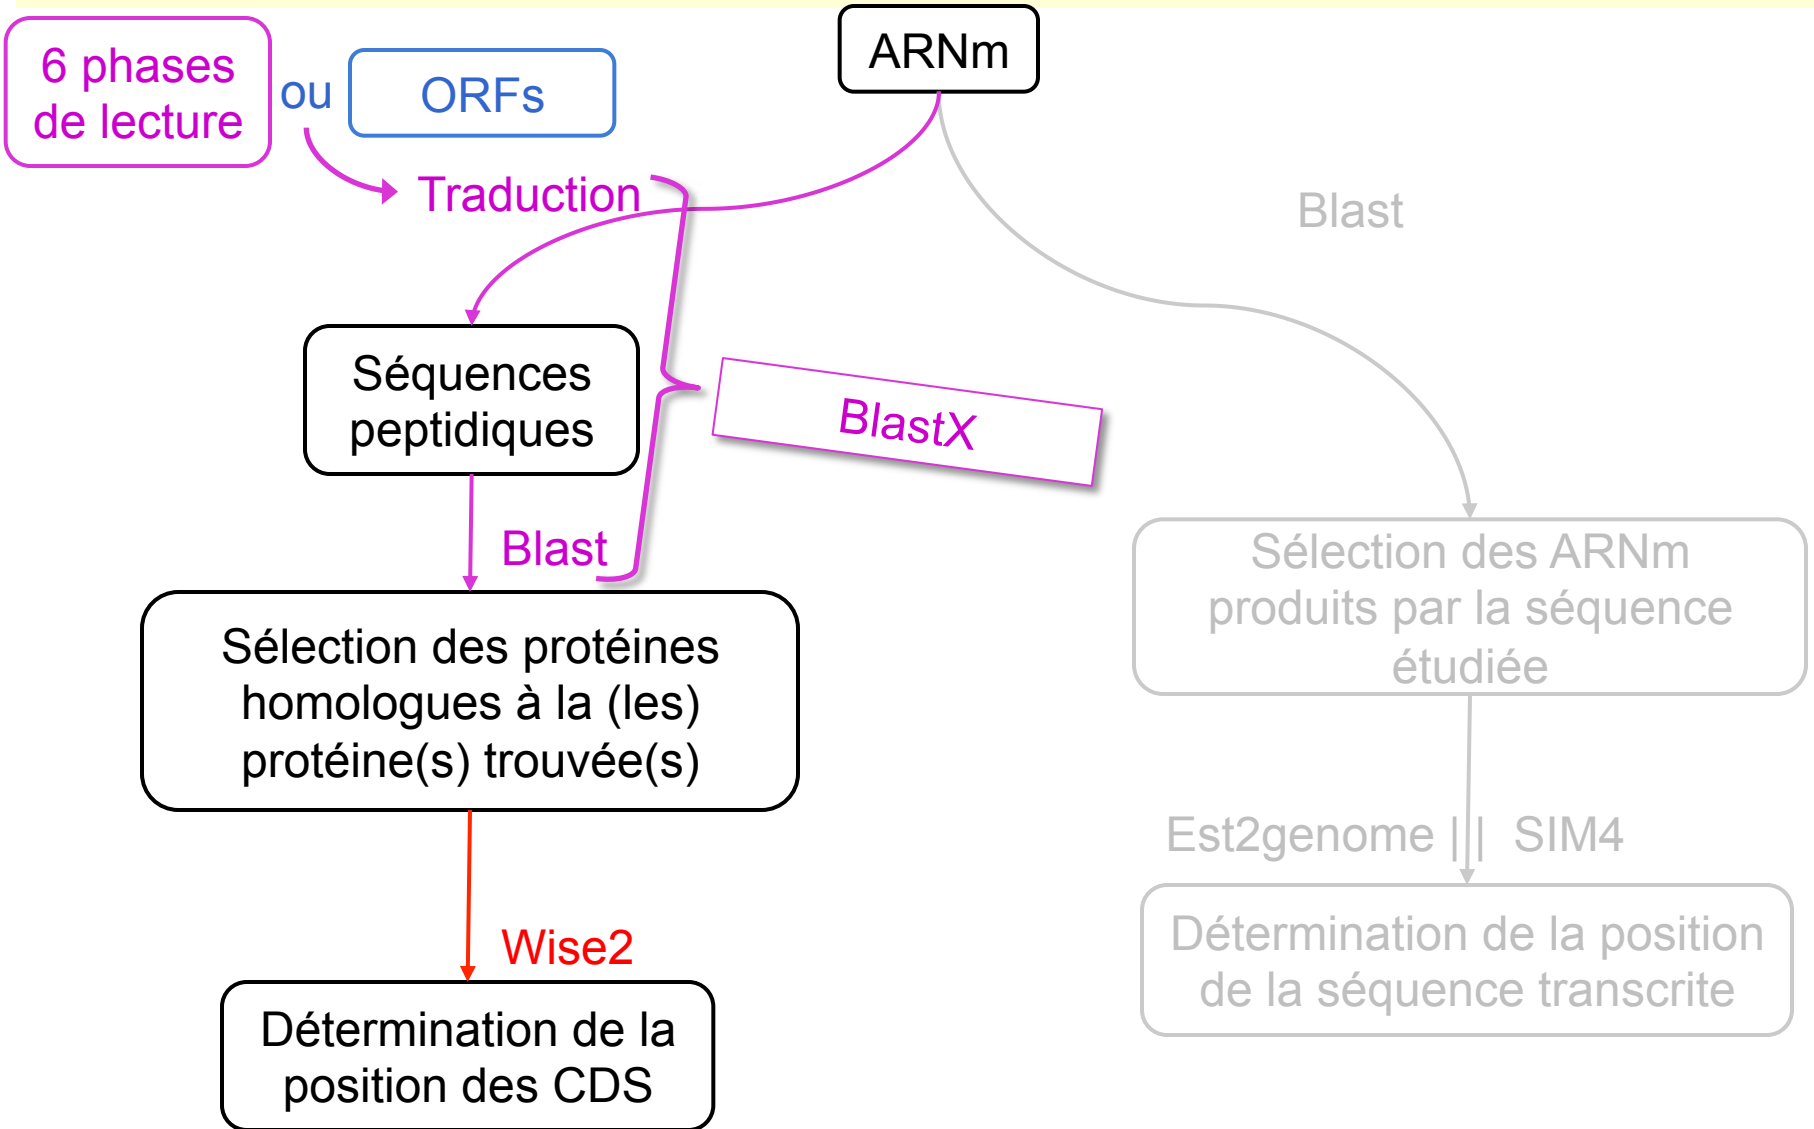 6 phases
de lecture
ou
ORFs
ARNm
Traduction
Blast
Séquences
peptidiques
BlastX
Blast
Sélection des protéines
homologues à la (les)
protéine(s) trouvée(s)
Sélection des ARNm
produits par la séquence
étudiée
Est2genome || SIM4
Wise2
Détermination de la position
de la séquence transcrite
Détermination de la
position des CDS